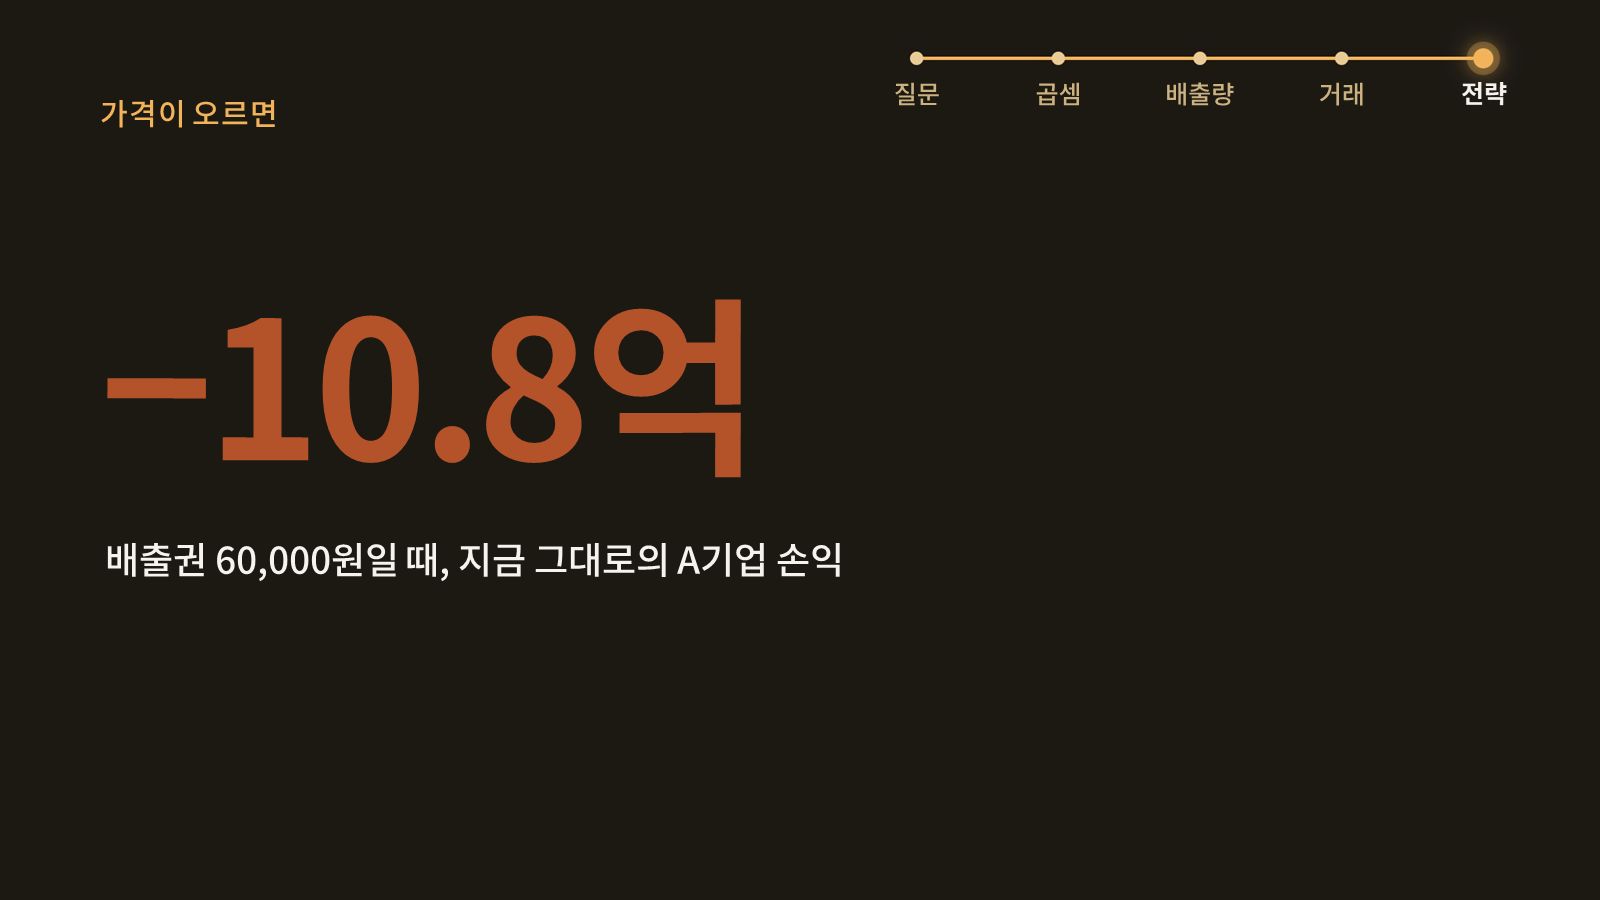 질문
곱셈
배출량
거래
전략
가격이 오르면
−10.8억
배출권 60,000원일 때, 지금 그대로의 A기업 손익